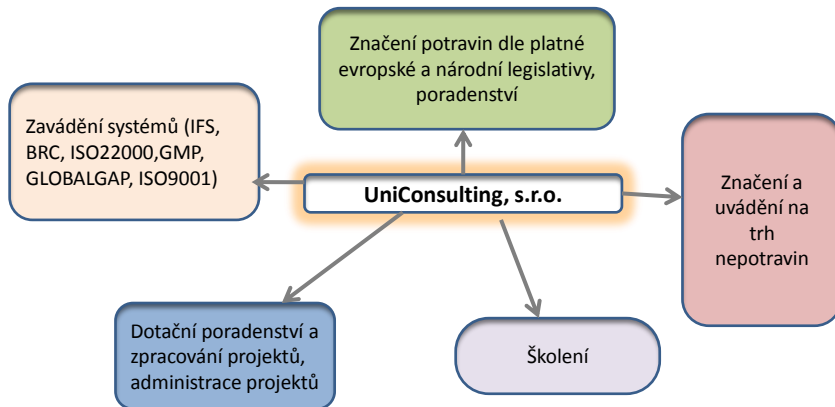 Značení potravin dle platné
evropské a národní legislativy,
poradenství
Zavádění systémů (IFS,
BRC, ISO22000,GMP,
GLOBALGAP, ISO9001)
UniConsulting, s.r.o.
Značení a
uvádění na
trh
nepotravin
Dotační poradenství a
zpracování projektů,
administrace projektů
Školení